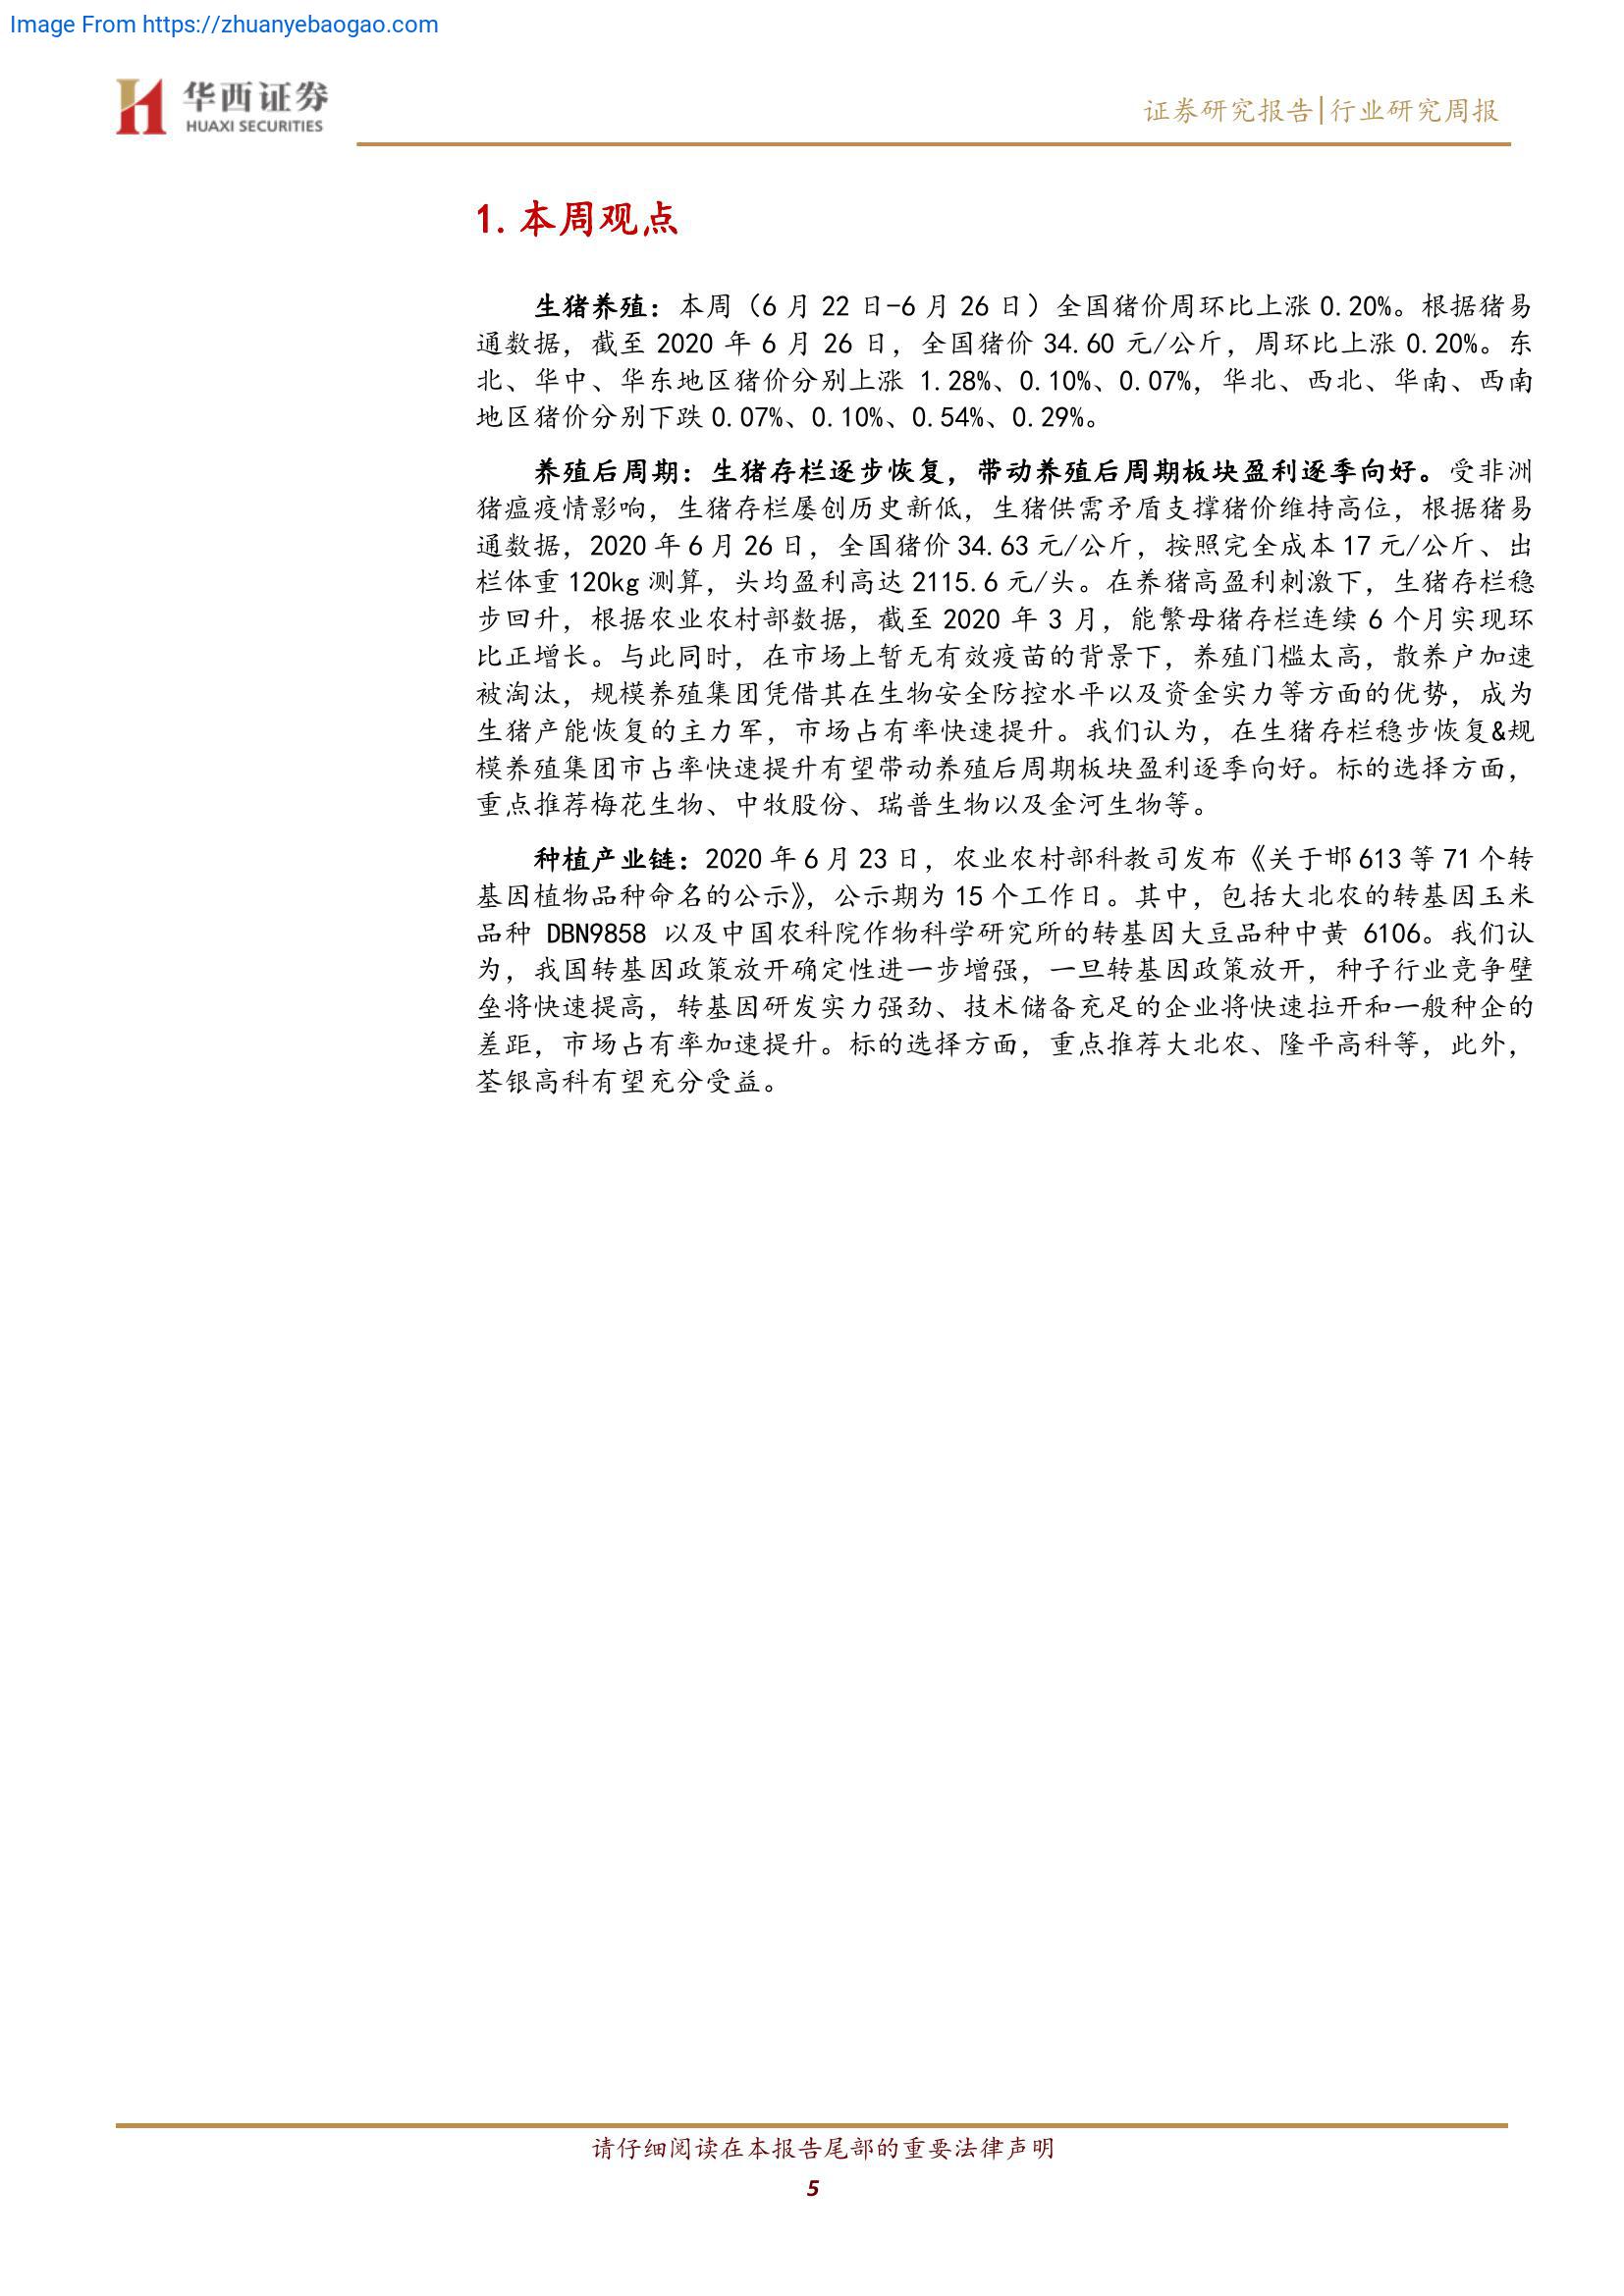 Image From https://zhuanyebaogao.com
华西证券
HUAXI SECURITIES
证券研究报告|行业研究周报
1. 本周观点
生猪养殖：本周（6 月 22 日-6 月 26 日）全国猪价周环比上涨 0.20%。根据猪易
通数据，截至 2020 年 6 月 26 日，全国猪价 34.60 元/公斤，周环比上涨 0.20%。东
北、华中、华东地区猪价分别上涨 1.28%、0.10%、0.07%，华北、西北、华南、西南
地区猪价分别下跌 0.07%、0.10%、0.54%、0.29%。
养殖后周期：生猪存栏逐步恢复，带动养殖后周期板块盈利逐季向好。受非洲
猪瘟疫情影响，生猪存栏屡创历史新低，生猪供需矛盾支撑猪价维持高位，根据猪易
通数据，2020 年 6 月 26 日，全国猪价 34.63 元/公斤，按照完全成本 17 元/公斤、出
栏体重 120kg 测算，头均盈利高达 2115.6 元/头。在养猪高盈利刺激下，生猪存栏稳
步回升，根据农业农村部数据，截至 2020 年 3 月，能繁母猪存栏连续 6 个月实现环
比正增长。与此同时，在市场上暂无有效疫苗的背景下，养殖门槛太高，散养户加速
被淘汰，规模养殖集团凭借其在生物安全防控水平以及资金实力等方面的优势，成为
生猪产能恢复的主力军，市场占有率快速提升。我们认为，在生猪存栏稳步恢复&规
模养殖集团市占率快速提升有望带动养殖后周期板块盈利逐季向好。标的选择方面，
重点推荐梅花生物、中牧股份、瑞普生物以及金河生物等。
种植产业链：2020 年 6 月 23 日，农业农村部科教司发布《关于邯 613 等 71 个转
基因植物品种命名的公示》，公示期为 15 个工作日。其中，包括大北农的转基因玉米
品种 DBN9858 以及中国农科院作物科学研究所的转基因大豆品种中黄 6106。我们认
为，我国转基因政策放开确定性进一步增强，一旦转基因政策放开，种子行业竞争壁
垒将快速提高，转基因研发实力强劲、技术储备充足的企业将快速拉开和一般种企的
差距，市场占有率加速提升。标的选择方面，重点推荐大北农、隆平高科等，此外，
荃银高科有望充分受益。
请仔细阅读在本报告尾部的重要法律声明
5